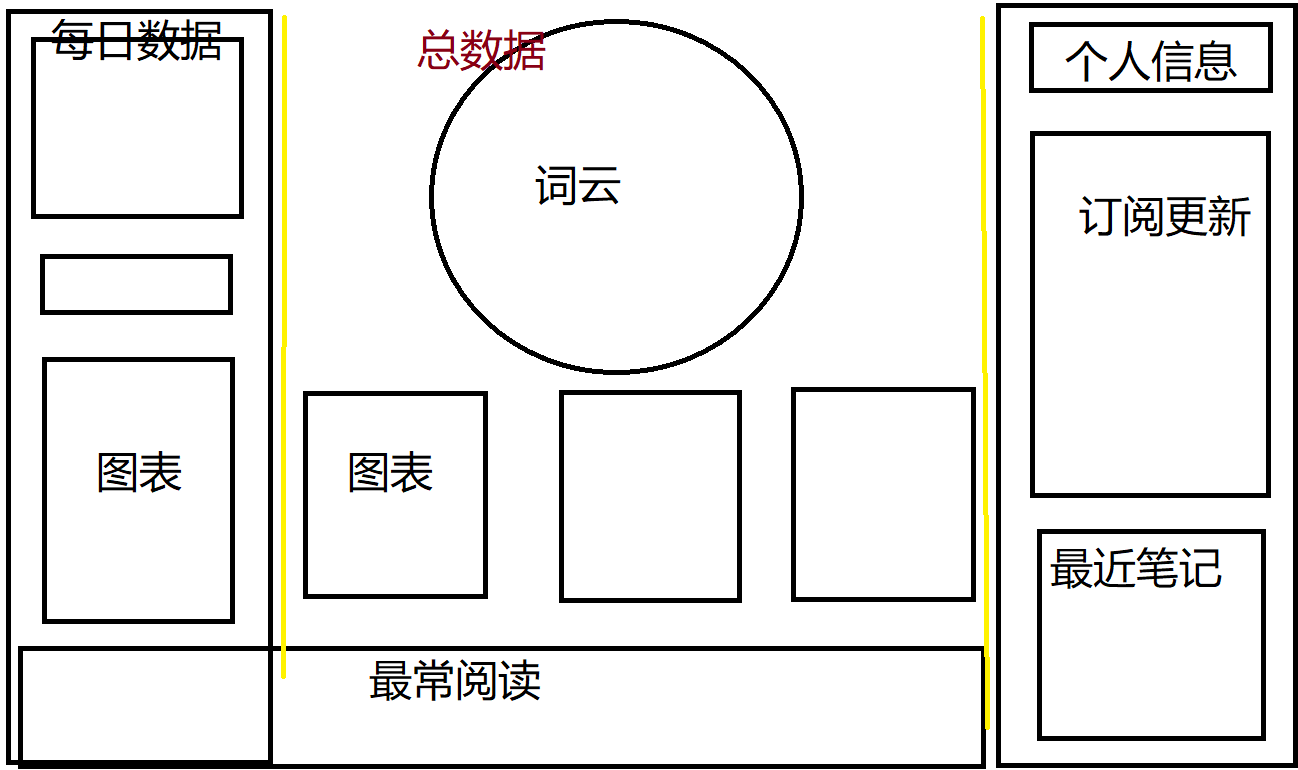 每日数据
图表
总数据
词云
图表
最常阅读
个人信息
订阅更新
最近笔记